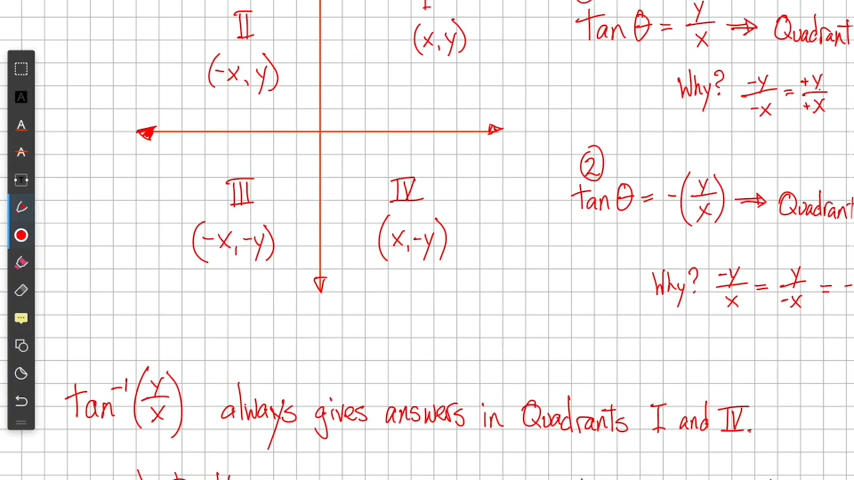 II
(x, y)
(-x, y)
tan θ = y/x ⇒ Quadrant
Why? -y/-x = +y/+x
②
III
IV
tan θ = -(y/x) ⇒ Quadrant
(-x, -y)
(x, -y)
Why? -y/x = y/-x = -
tan⁻¹(y/x) always gives answers in Quadrants I and IV.